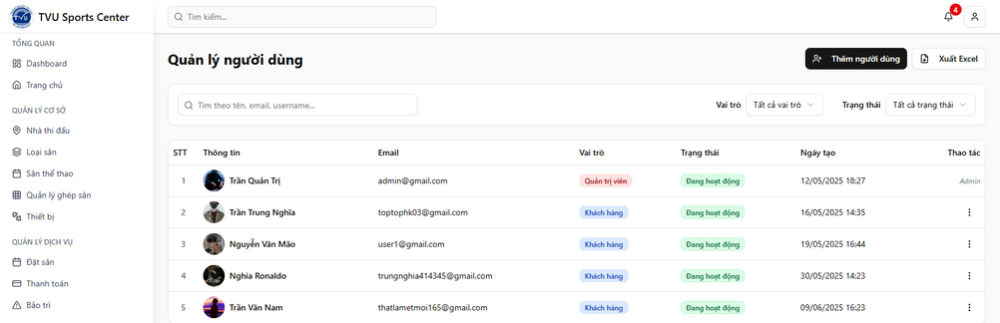 TVU
TVU Sports Center
Tìm kiếm...
4
TỔNG QUAN
Dashboard
Trang chủ
QUẢN LÝ CƠ SỞ
Nhà thi đấu
Loại sân
Sân thể thao
Quản lý ghép sân
Thiết bị
QUẢN LÝ DỊCH VỤ
Đặt sân
Thanh toán
Bảo trì
Quản lý người dùng
Thêm người dùng
Xuất Excel
Tìm theo tên, email, username...
Vai trò Tất cả vai trò
Trạng thái Tất cả trạng thái
STT Thông tin Email Vai trò Trạng thái Ngày tạo Thao tác
1 Trần Quản Trị admin@gmail.com Quản trị viên Đang hoạt động 12/05/2025 18:27 Admin
2 Trần Trung Nghĩa toptophk03@gmail.com Khách hàng Đang hoạt động 16/05/2025 14:35
3 Nguyễn Văn Mão user1@gmail.com Khách hàng Đang hoạt động 19/05/2025 16:44
4 Nghia Ronaldo trungnghia414345@gmail.com Khách hàng Đang hoạt động 30/05/2025 14:23
5 Trần Văn Nam thatlametmoi165@gmail.com Khách hàng Đang hoạt động 09/06/2025 16:23